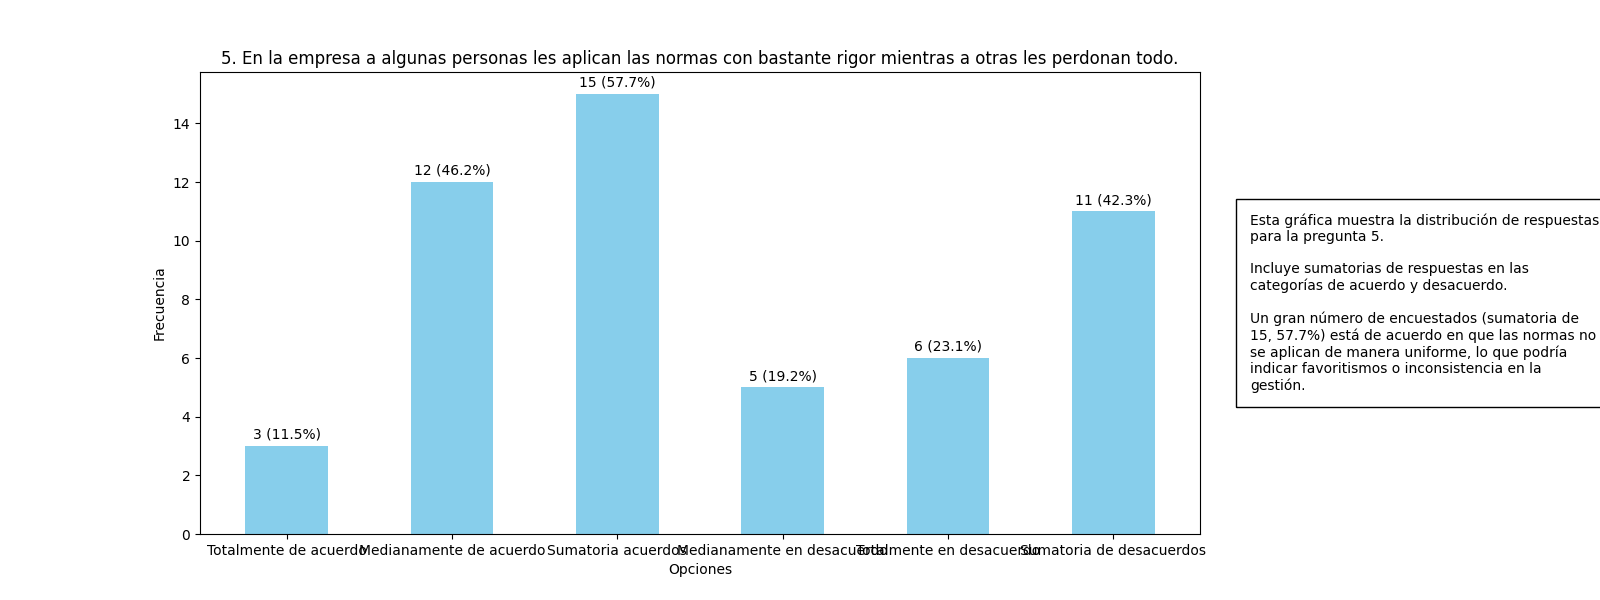 5. En la empresa a algunas personas les aplican las normas con bastante rigor mientras a otras les perdonan todo.
Frecuencia
14
12
10
8
6
4
2
0
3 (11.5%)
12 (46.2%)
15 (57.7%)
5 (19.2%)
6 (23.1%)
11 (42.3%)
Totalmente de acuerdo
Medianamente de acuerdo
Sumatoria acuerdos
Medianamente en desacuerdo
Totalmente en desacuerdo
Sumatoria de desacuerdos
Opciones
Esta gráfica muestra la distribución de respuestas
para la pregunta 5.
Incluye sumatorias de respuestas en las
categorías de acuerdo y desacuerdo.
Un gran número de encuestados (sumatoria de
15, 57.7%) está de acuerdo en que las normas no
se aplican de manera uniforme, lo que podría
indicar favoritismos o inconsistencia en la
gestión.